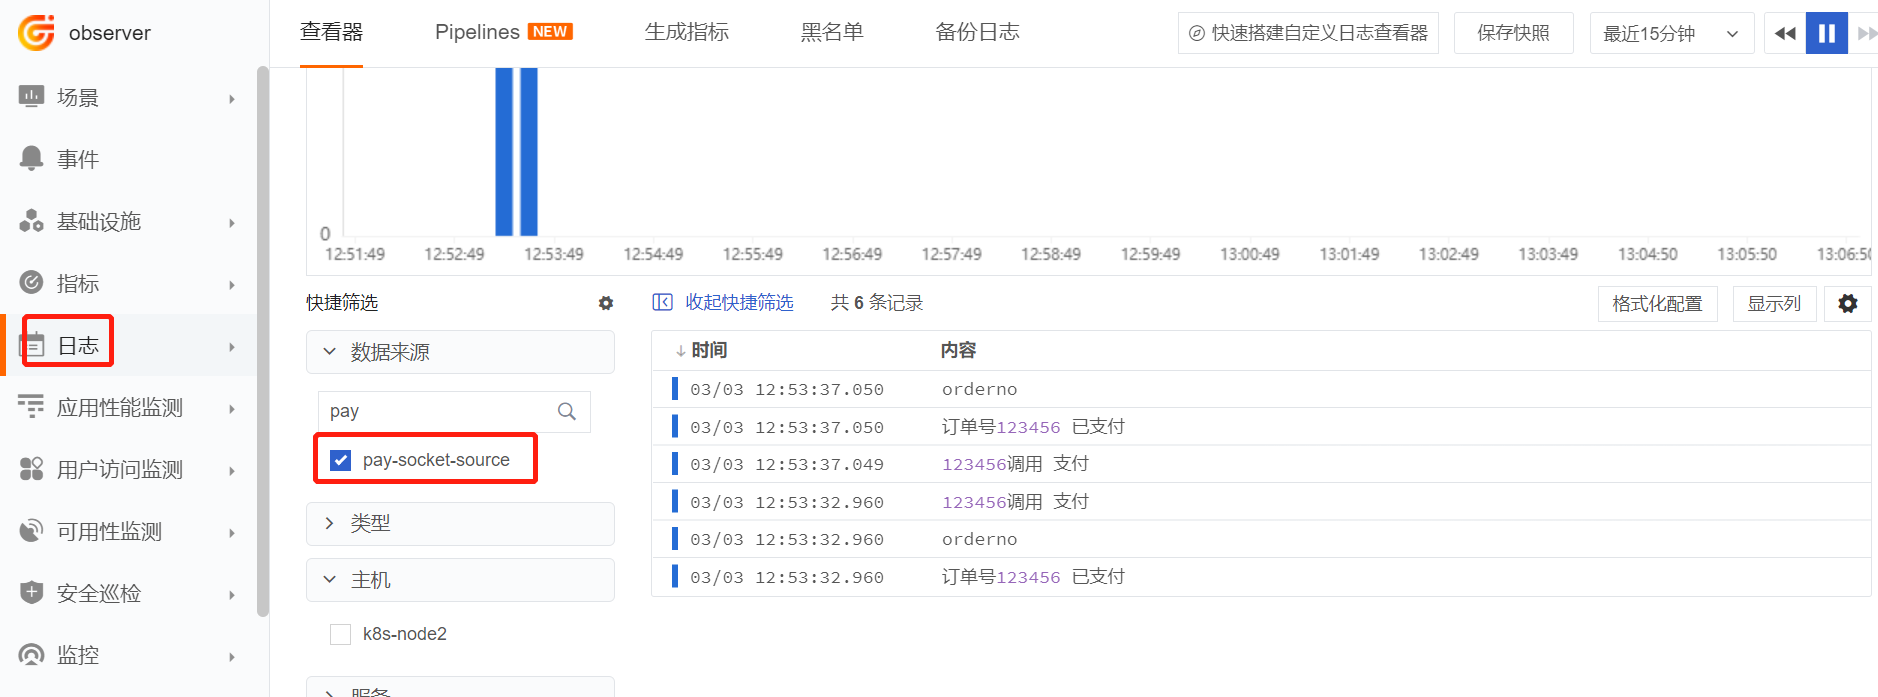 observer
查看器
Pipelines NEW
生成指标
黑名单
备份日志
快速搭建自定义日志查看器
保存快照
最近15分钟
场景
事件
基础设施
指标
日志
应用性能监测
用户访问监测
可用性监测
安全巡检
监控
0
12:51:49 12:52:49 12:53:49 12:54:49 12:55:49 12:56:49 12:57:49 12:58:49 12:59:49 13:00:49 13:01:49 13:02:49 13:03:49 13:04:50 13:05:50 13:06:50
快捷筛选
收起快捷筛选 共 6 条记录
格式化配置
显示列
数据来源
pay
pay-socket-source
类型
主机
k8s-node2
服务
↓时间 内容
03/03 12:53:37.050 orderno
03/03 12:53:37.050 订单号123456 已支付
03/03 12:53:37.049 123456调用 支付
03/03 12:53:32.960 123456调用 支付
03/03 12:53:32.960 orderno
03/03 12:53:32.960 订单号123456 已支付